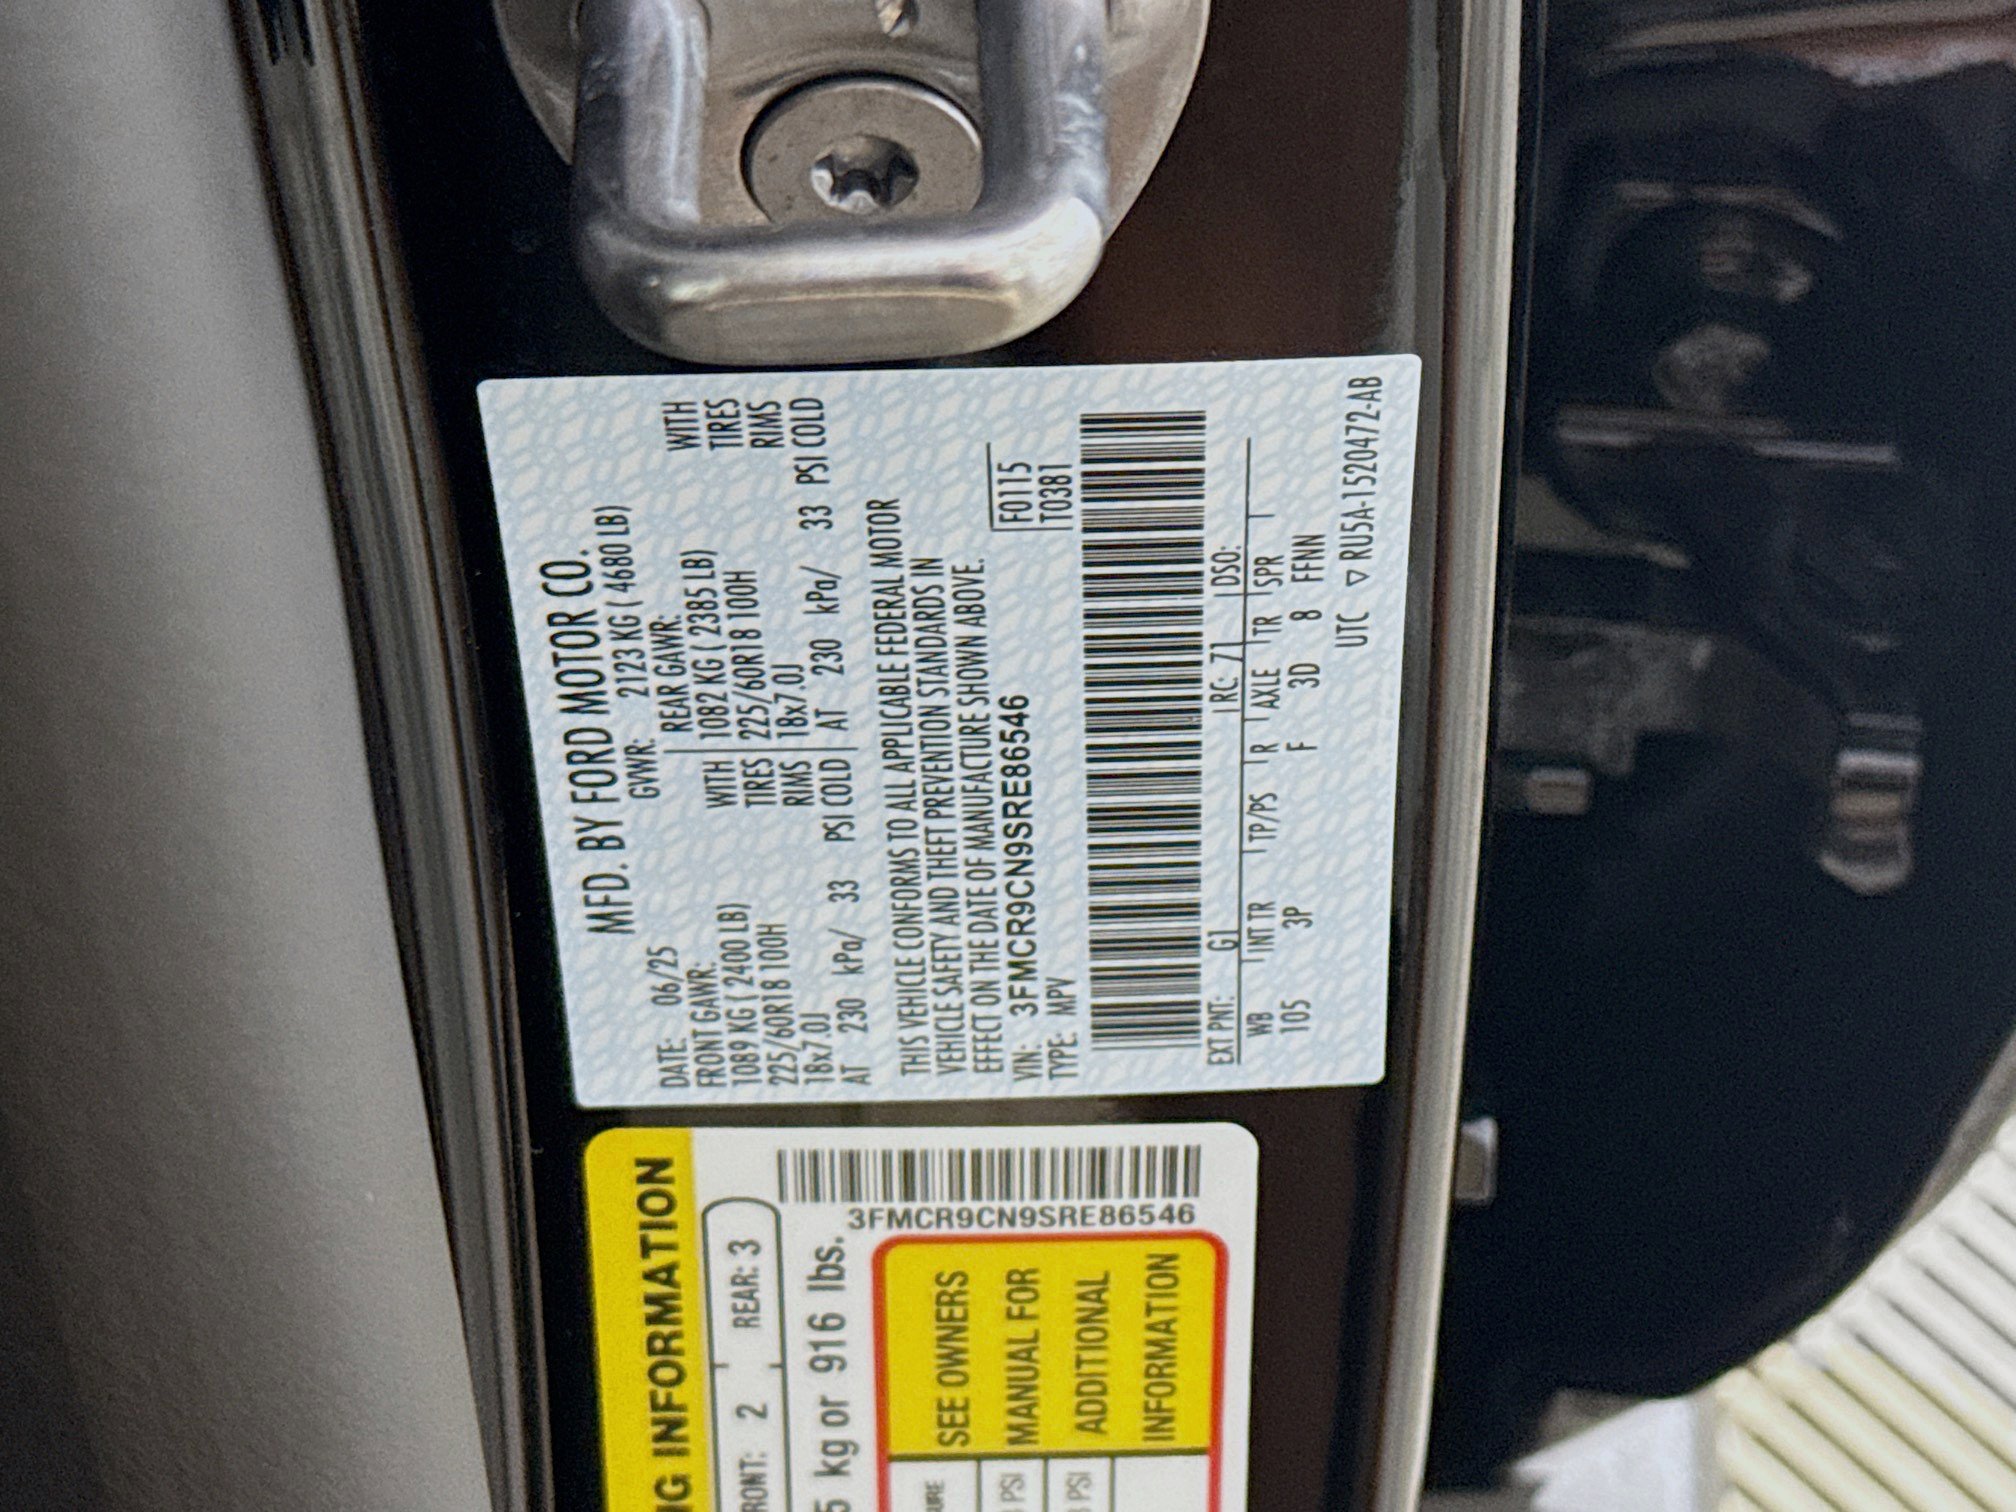 MFD. BY FORD MOTOR CO.
DATE: 06/25 GVWR: 2123 KG ( 4680 LB)
FRONT GAWR: REAR GAWR:
1089 KG ( 2400 LB) WITH 1082 KG ( 2385 LB) WITH
225/60R18 100H TIRES 225/60R18 100H TIRES
18x7.0J RIMS 18x7.0J RIMS
AT 230 kPa/ 33 PSI COLD AT 230 kPa/ 33 PSI COLD
THIS VEHICLE CONFORMS TO ALL APPLICABLE FEDERAL MOTOR
VEHICLE SAFETY AND THEFT PREVENTION STANDARDS IN
EFFECT ON THE DATE OF MANUFACTURE SHOWN ABOVE.
VIN: 3FMCR9CN9SRE86546 F0115
TYPE: MPV T0381
EXT PNT: G1 RC: 71 DSO:
WB INT TR TP/PS R AXLE TR SPR
105 3P F 3D 8 FFNN
UTC ▽ RU5A-1520472-AB
NG INFORMATION
RONT: 2 REAR: 3
5 kg or 916 lbs.
3FMCR9CN9SRE86546
SEE OWNERS
PSI MANUAL FOR
PSI ADDITIONAL
INFORMATION